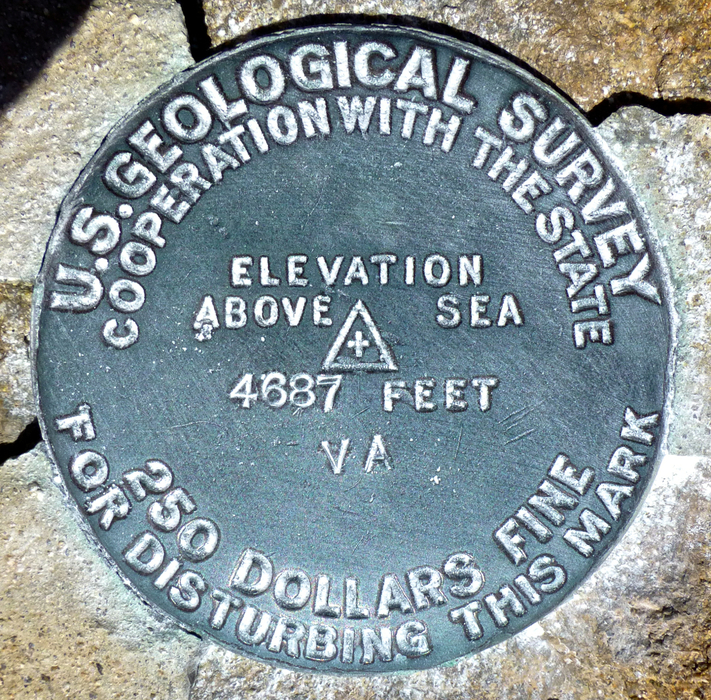 U.S. GEOLOGICAL SURVEY
COOPERATION WITH THE STATE
ELEVATION
ABOVE SEA
4687 FEET
VA
250 DOLLARS FINE
FOR DISTURBING THIS MARK